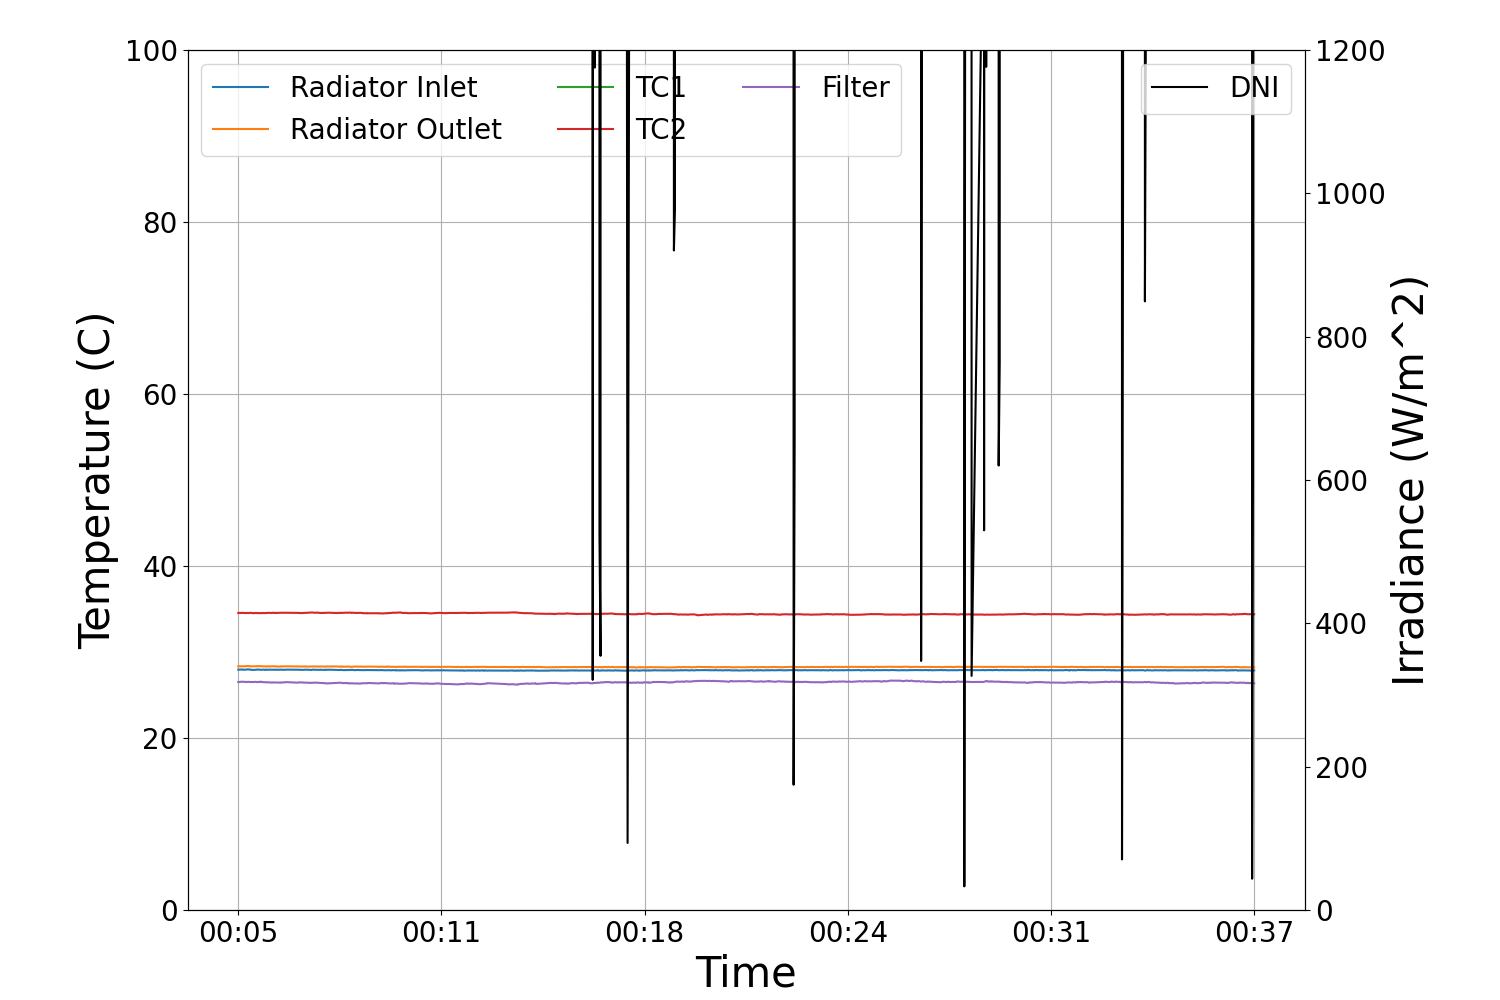 Radiator Inlet
Radiator Outlet
TC1
TC2
Filter
DNI
100
80
60
40
20
0
Temperature (C)
1200
1000
800
600
400
200
0
Irradiance (W/m^2)
00:05 00:11 00:18 00:24 00:31 00:37
Time